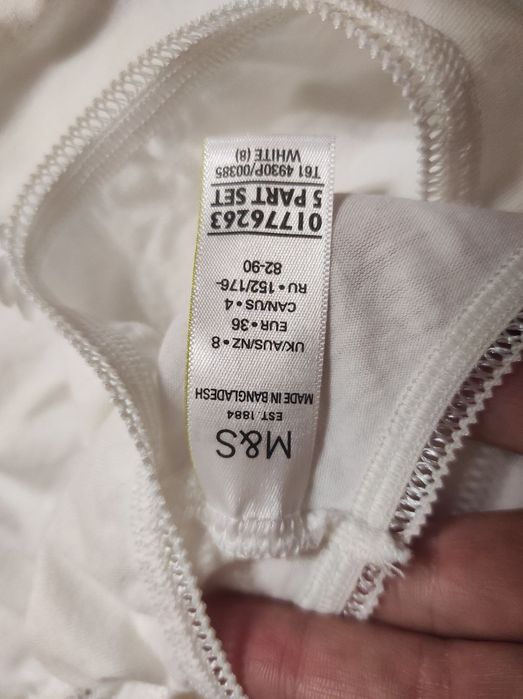 M&S
EST. 1884
MADE IN BANGLADESH
UK/AUS/NZ • 8
EUR • 36
CAN/US • 4
RU • 152/176-
82-90
01776263
5 PART SET
T61 4930P/00385
WHITE (8)